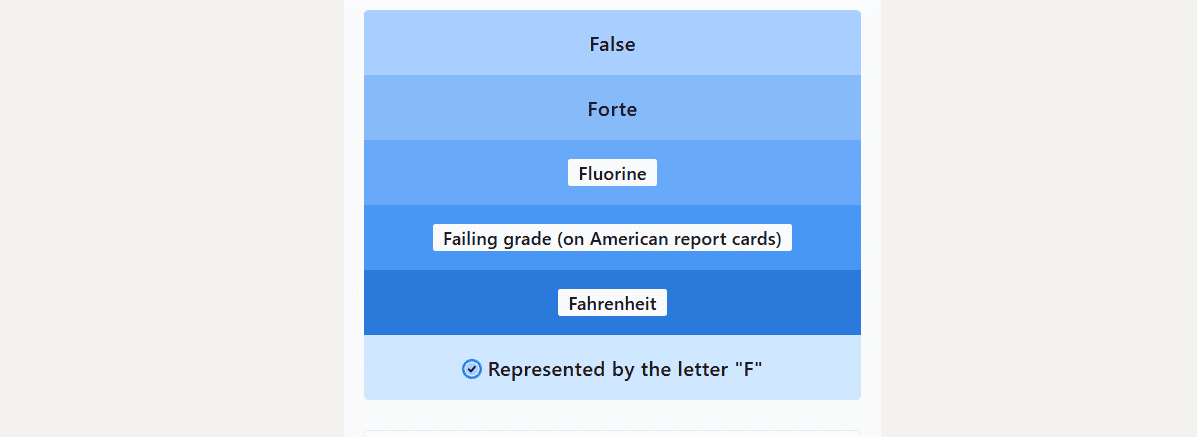 False
Forte
Fluorine
Failing grade (on American report cards)
Fahrenheit
Represented by the letter "F"